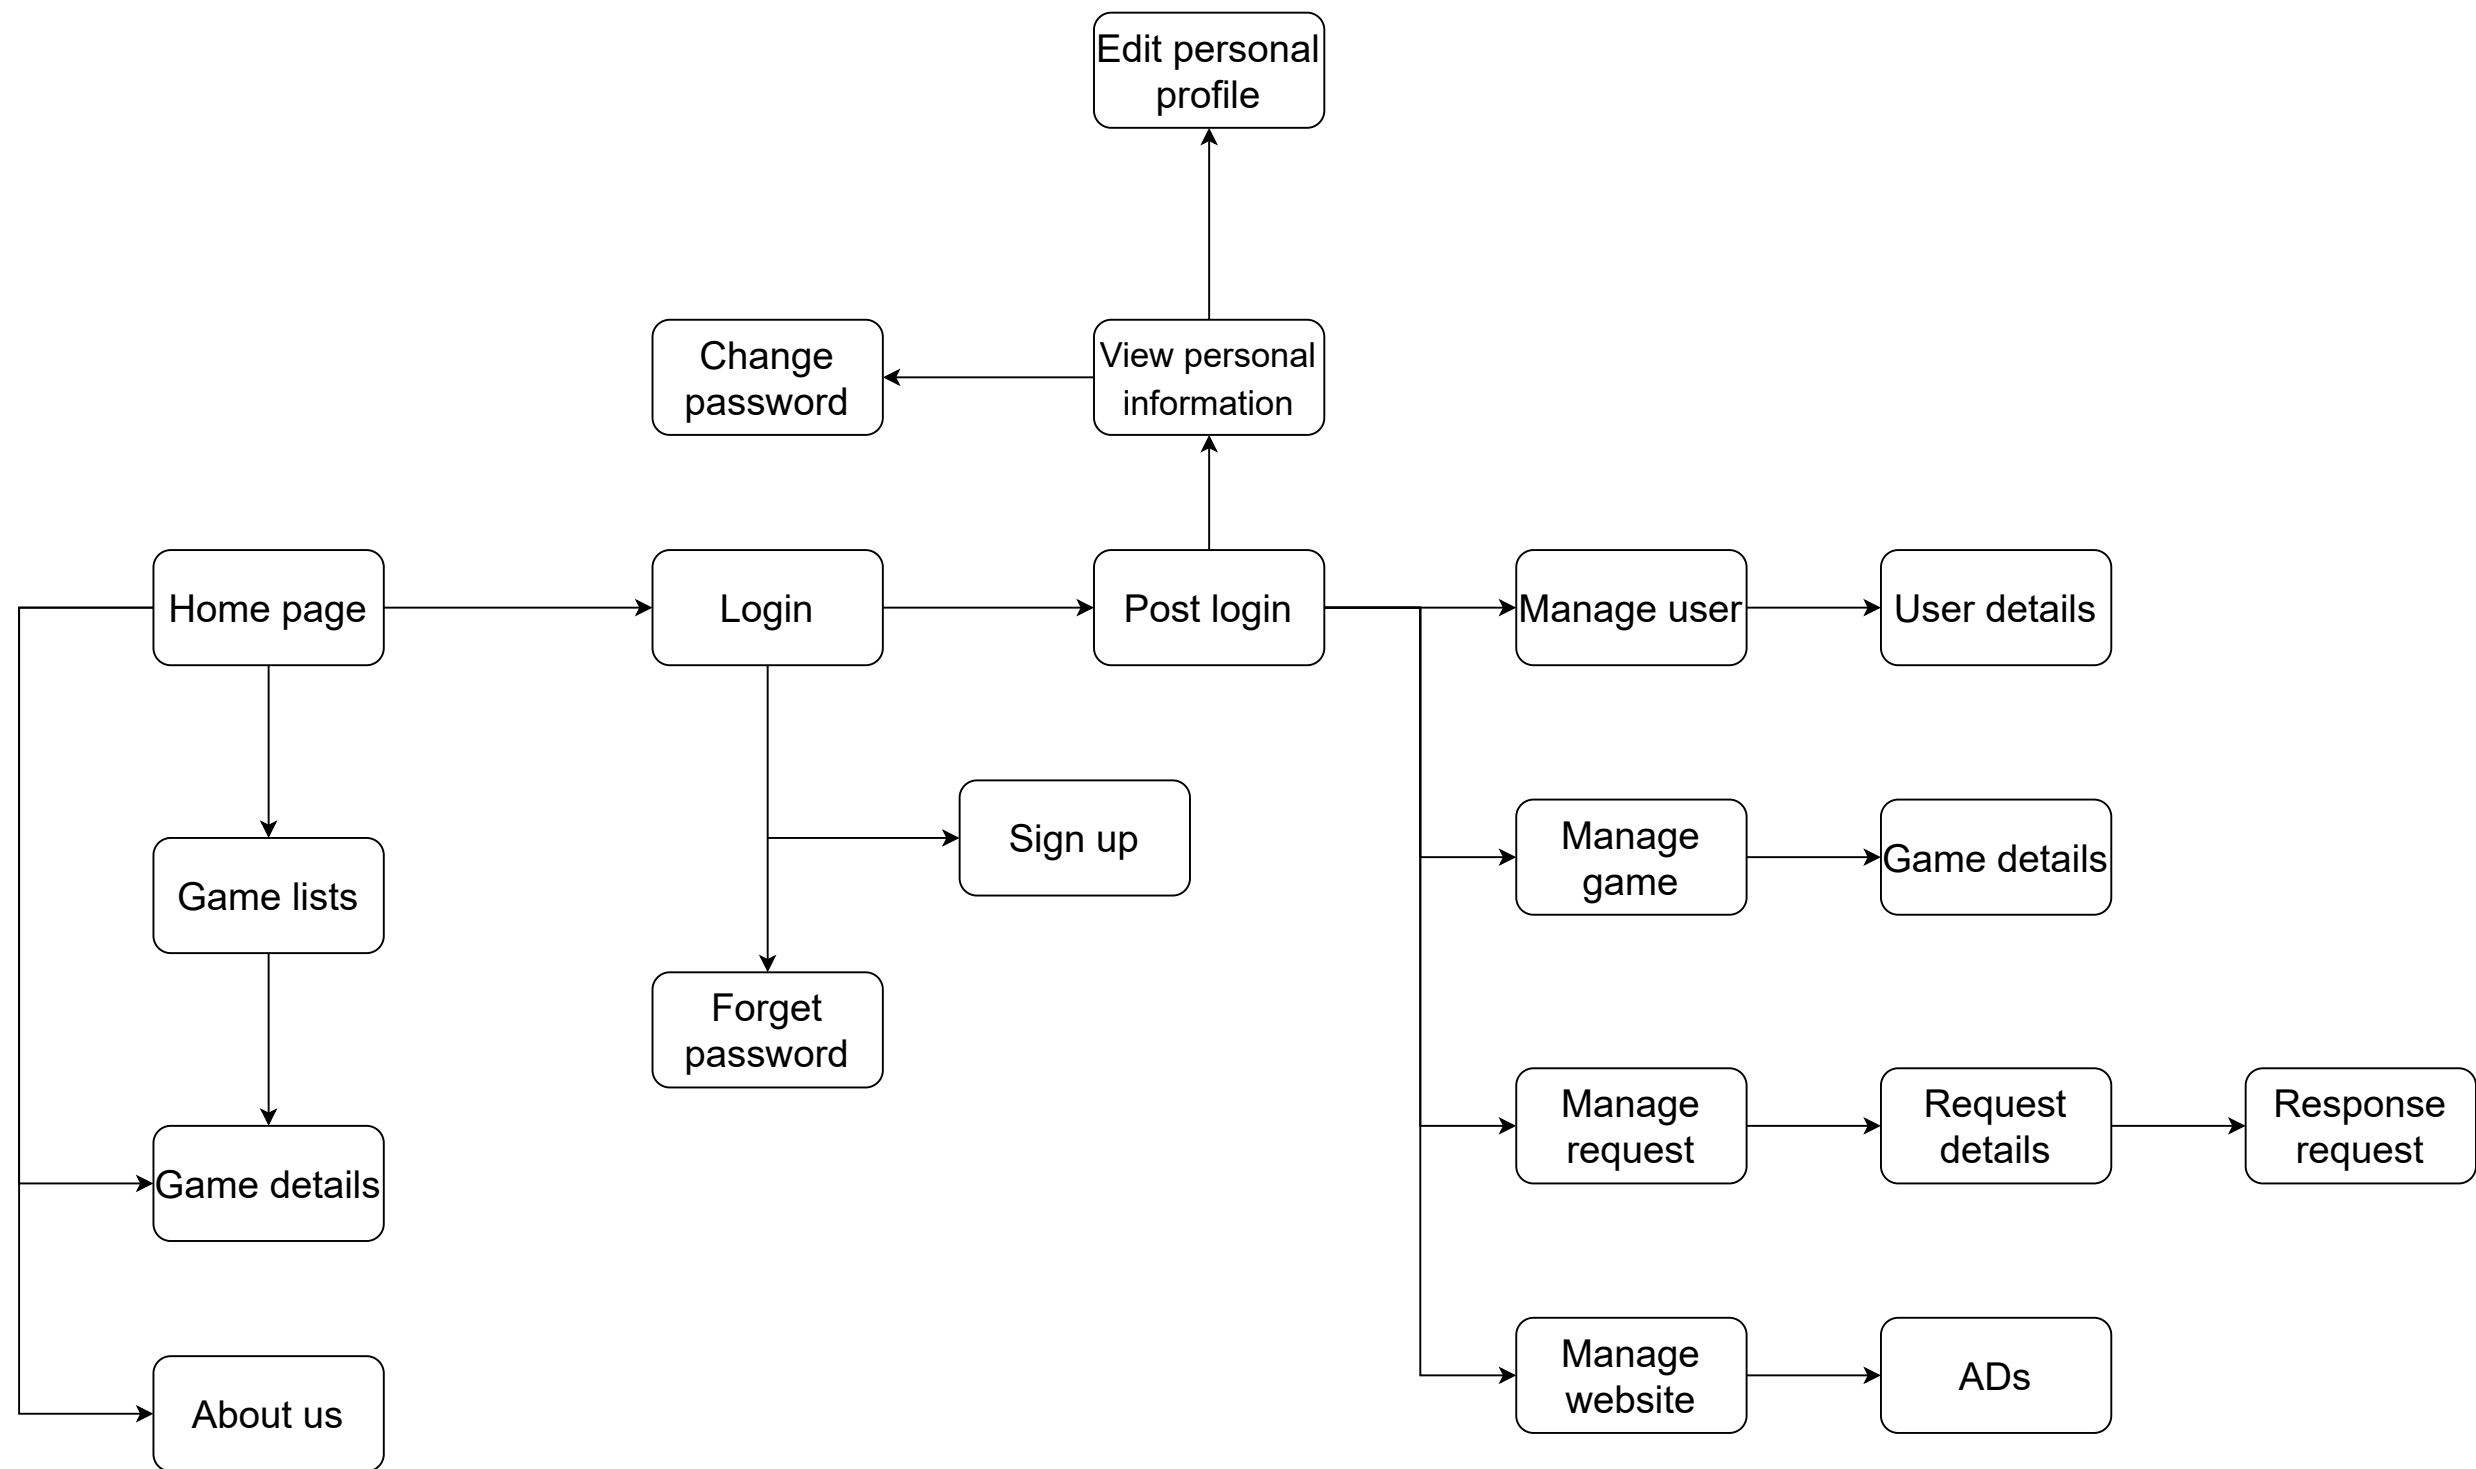 Edit personal
profile
Change
password
View personal
information
Home page
Login
Post login
Manage user
User details
Sign up
Manage
game
Game details
Game lists
Forget
password
Manage
request
Request
details
Response
request
Game details
Manage
website
ADs
About us